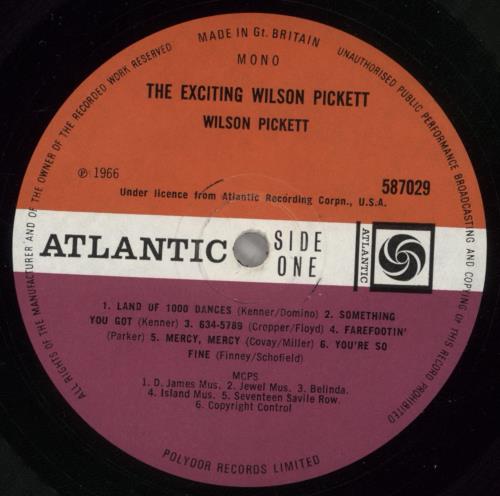 MADE IN Gt. BRITAIN
MONO
THE EXCITING WILSON PICKETT
WILSON PICKETT
℗ 1966
587029
Under licence from Atlantic Recording Corpn., U.S.A.
ATLANTIC
SIDE
ONE
ATLANTIC
1. LAND OF 1000 DANCES (Kenner/Domino) 2. SOMETHING
YOU GOT (Kenner) 3. 634-5789 (Cropper/Floyd) 4. FAREFOOTIN'
(Parker) 5. MERCY, MERCY (Covay/Miller) 6. YOU'RE SO
FINE (Finney/Schofield)
MCPS
1. D. James Mus. 2. Jewel Mus. 3. Belinda.
4. Island Mus. 5. Seventeen Savile Row.
6. Copyright Control
POLYDOR RECORDS LIMITED
ALL RIGHTS OF THE MANUFACTURER AND OF THE OWNER OF THE RECORDED WORK RESERVED
UNAUTHORISED PUBLIC PERFORMANCE BROADCASTING AND COPYING OF THIS RECORD PROHIBITED